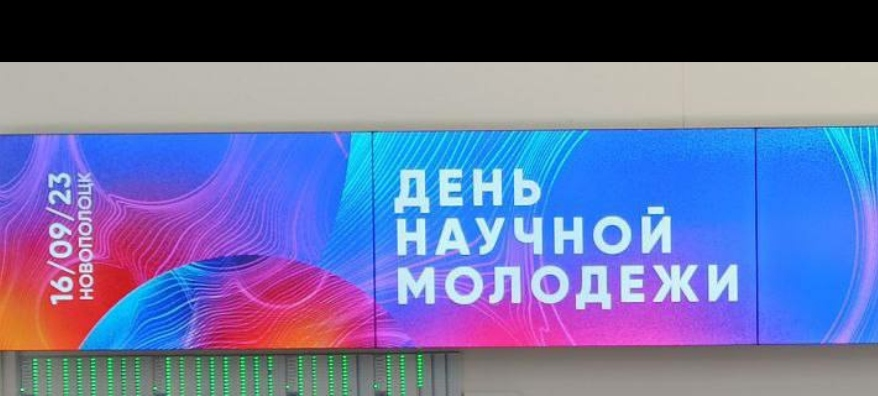 16/09/23
НОВОПОЛОЦК
ДЕНЬ
НАУЧНОЙ
МОЛОДЕЖИ